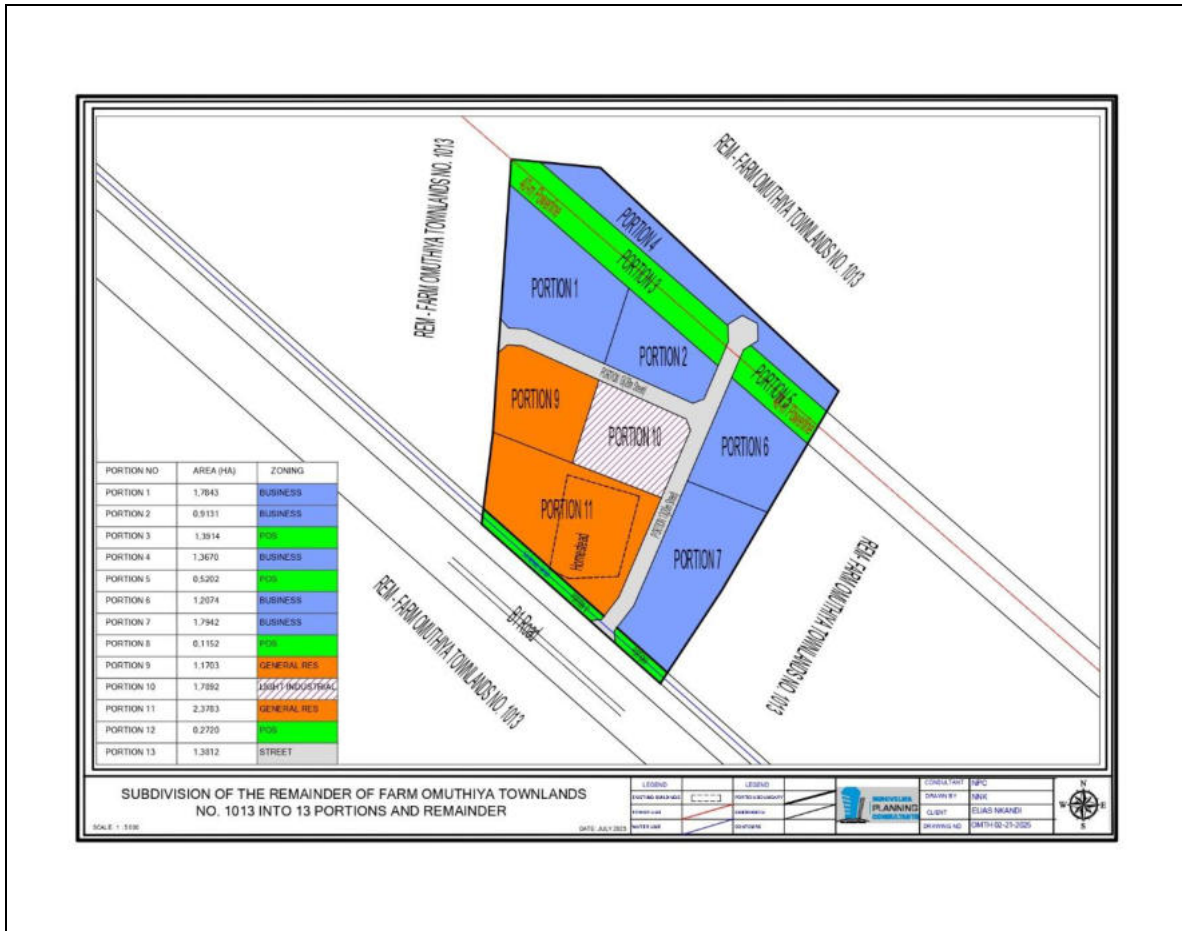 REM - FARM OMUTHIYA TOWNLANDS NO. 1013
REM - FARM OMUTHIYA TOWNLANDS NO. 1013
40m Powerline
PORTION 4
PORTION 3
PORTION 1
PORTION 2
PORTION 5
PORTION 9
PORTION 10
PORTION 6
PORTION 11
Homestead
PORTION 7
B1 Road
REM - FARM OMUTHIYA TOWNLANDS NO. 1013
REM - FARM OMUTHIYA TOWNLANDS NO. 1013
PORTION NO AREA (HA) ZONING
PORTION 1 1,7843 BUSINESS
PORTION 2 0,9131 BUSINESS
PORTION 3 1,3914 POS
PORTION 4 1,3670 BUSINESS
PORTION 5 0,5202 POS
PORTION 6 1,2074 BUSINESS
PORTION 7 1,7942 BUSINESS
PORTION 8 0,1152 POS
PORTION 9 1,1703 GENERAL RES
PORTION 10 1,7892 LIGHT INDUSTRIAL
PORTION 11 2,3783 GENERAL RES
PORTION 12 0,2720 POS
PORTION 13 1,3812 STREET
SUBDIVISION OF THE REMAINDER OF FARM OMUTHIYA TOWNLANDS
NO. 1013 INTO 13 PORTIONS AND REMAINDER
LEGEND LEGEND
PLANNING
CONSULTANTS
CONSULTANT NPC
DRAWN BY NNK
CLIENT ELIAS NKANDI
DRAWING NO OMTH-02-21-2025
N
W E
S